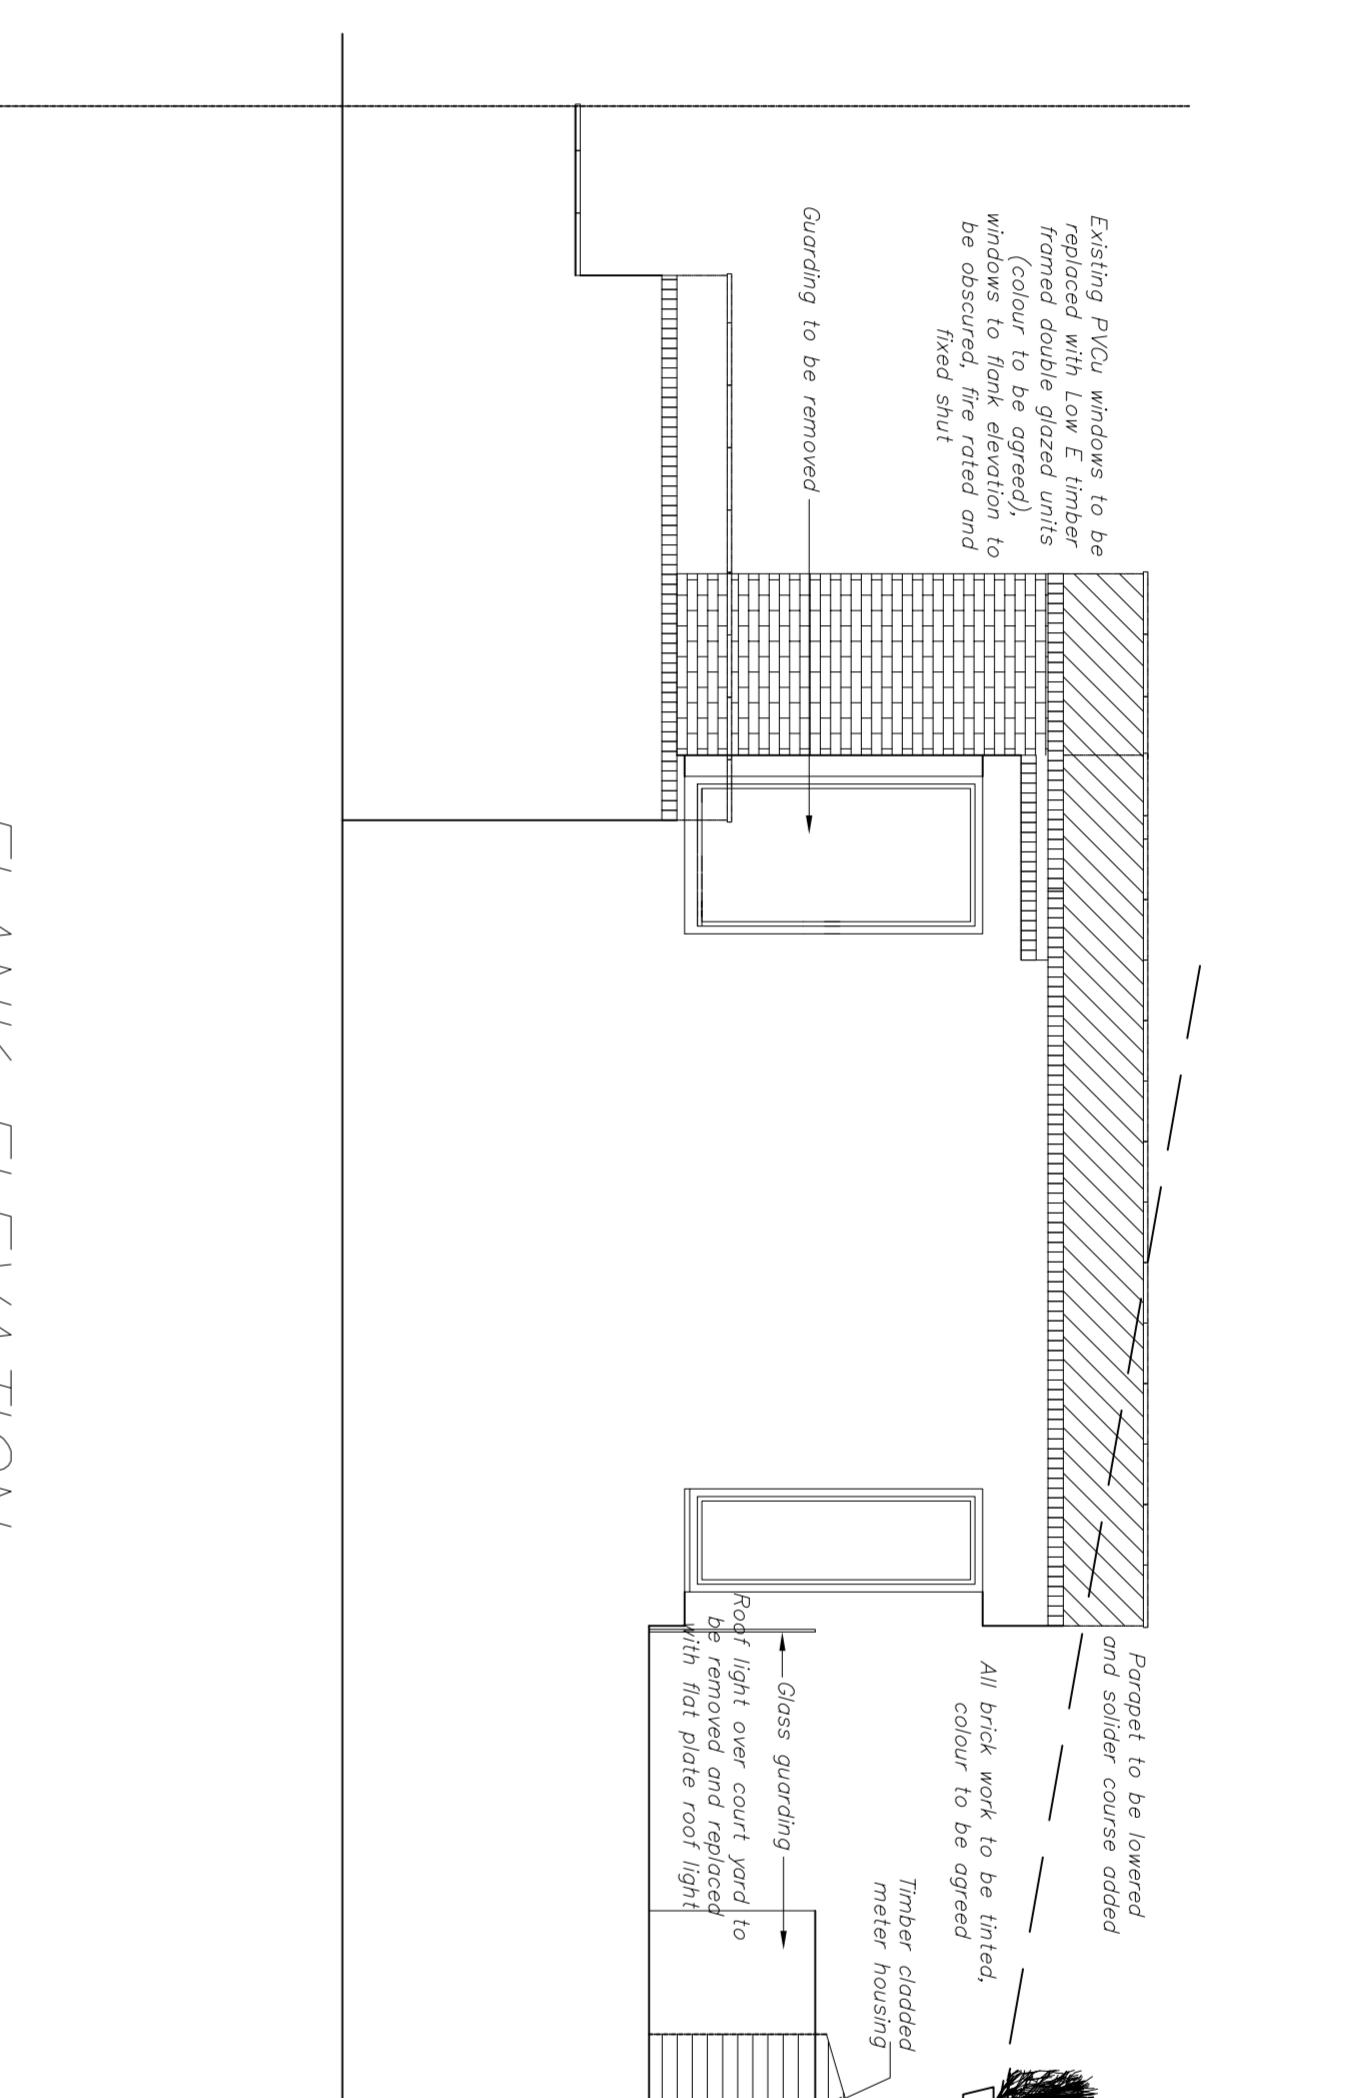 Existing PVCu windows to be
replaced with Low E timber
framed double glazed units
(colour to be agreed),
windows to flank elevation to
be obscured, fire rated and
fixed shut
Guarding to be removed
Parapet to be lowered
and solider course added
All brick work to be tinted,
colour to be agreed
Timber cladded
meter housing
Glass guarding
Roof light over court yard to
be removed and replaced
with flat plate roof light
FLANK ELEVATION